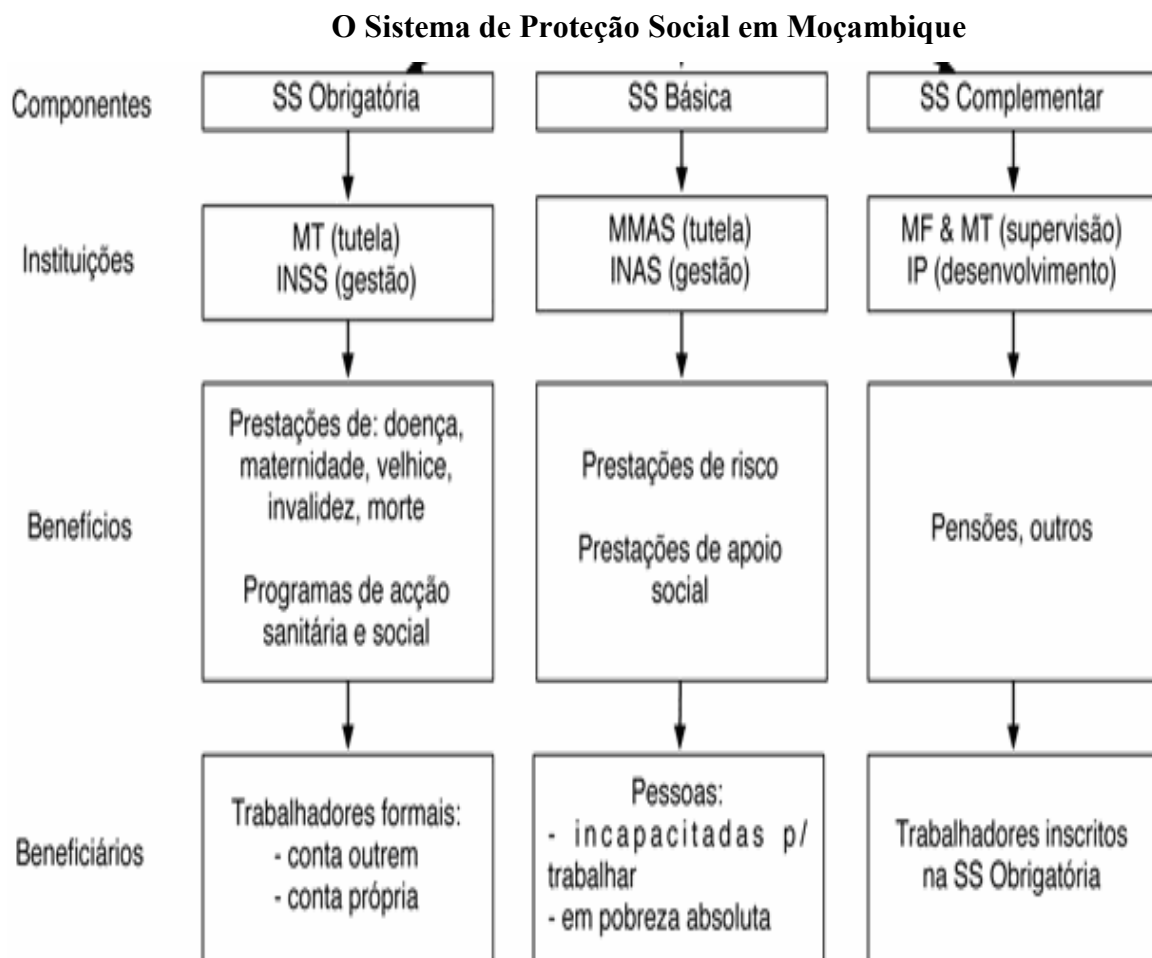 O Sistema de Proteção Social em Moçambique
Componentes
SS Obrigatória
SS Básica
SS Complementar
Instituições
MT (tutela)
INSS (gestão)
MMAS (tutela)
INAS (gestão)
MF & MT (supervisão)
IP (desenvolvimento)
Benefícios
Prestações de: doença,
maternidade, velhice,
invalidez, morte
Programas de acção
sanitária e social
Prestações de risco
Prestações de apoio
social
Pensões, outros
Beneficiários
Trabalhadores formais:
- conta outrem
- conta própria
Pessoas:
- incapacitadas p/
trabalhar
- em pobreza absoluta
Trabalhadores inscritos
na SS Obrigatória